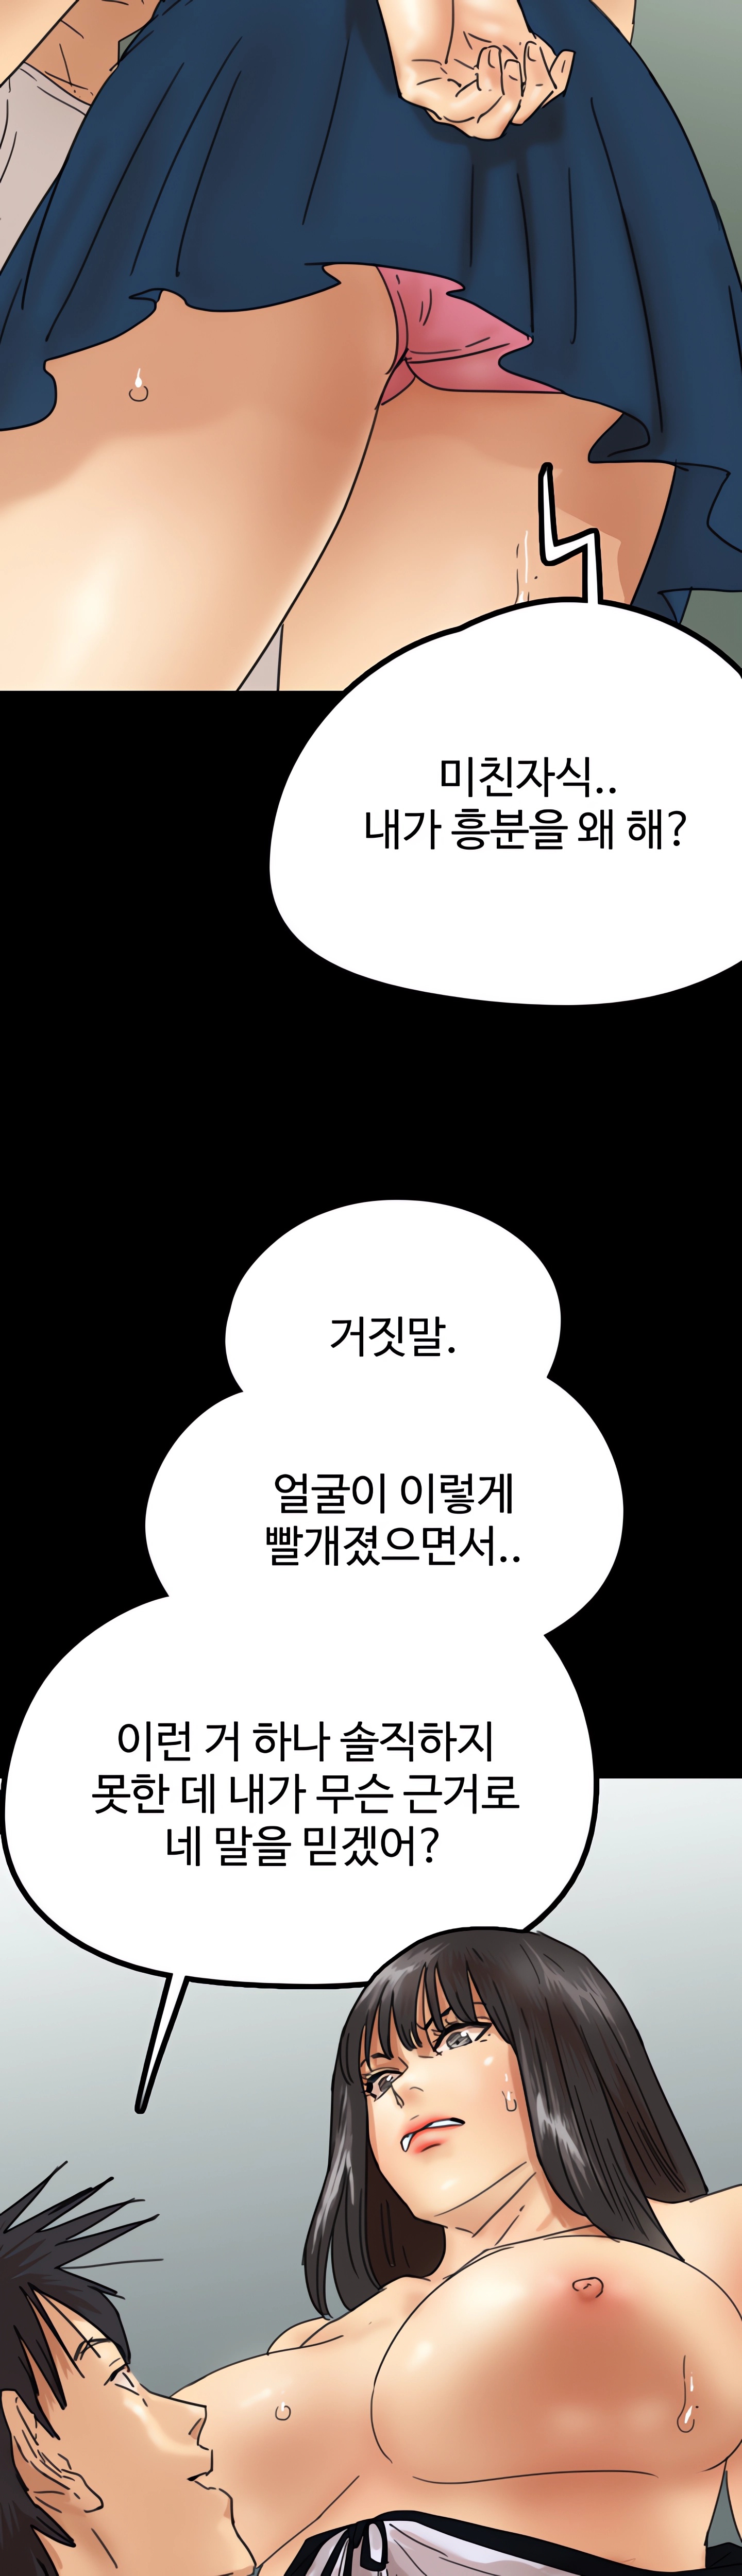 미친자식..
내가 흥분을 왜 해?
거짓말.
얼굴이 이렇게
빨개졌으면서..
이런 거 하나 솔직하지
못한 데 내가 무슨 근거로
네 말을 믿겠어?